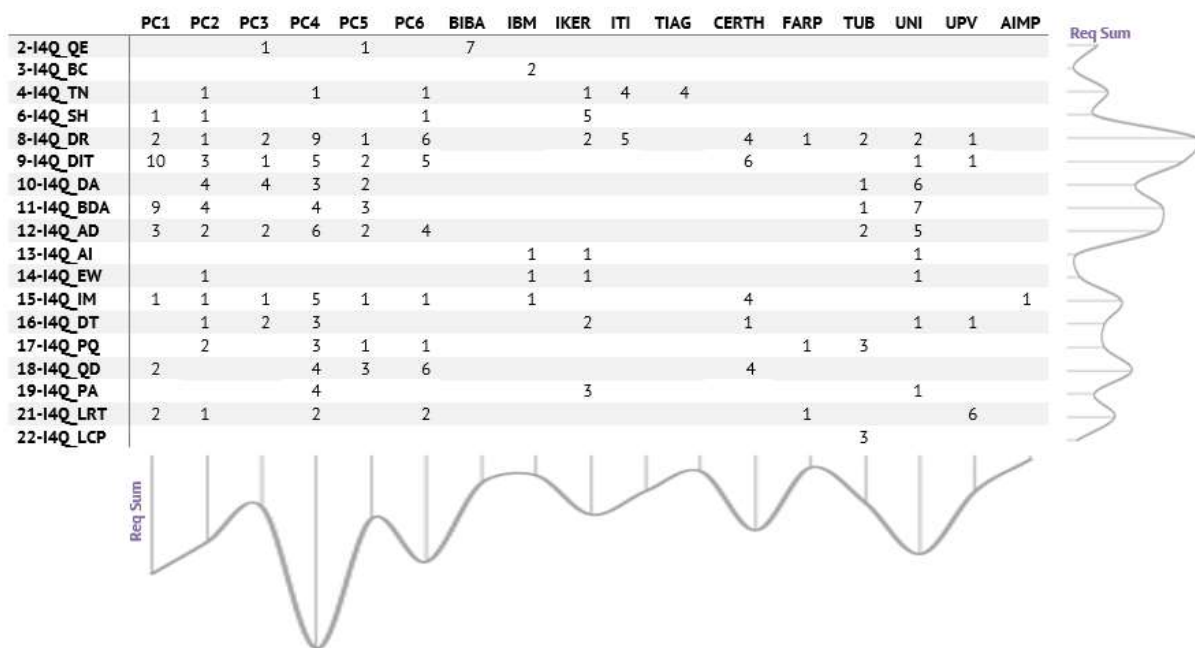 PC1 PC2 PC3 PC4 PC5 PC6 BIBA IBM IKER ITI TIAG CERTH FARP TUB UNI UPV AIMP
Req Sum
2-I4Q_QE 1 1 7
3-I4Q_BC 2
4-I4Q_TN 1 1 1 1 4 4
6-I4Q_SH 1 1 1 5
8-I4Q_DR 2 1 2 9 1 6 2 5 4 1 2 2 1
9-I4Q_DIT 10 3 1 5 2 5 6 1 1
10-I4Q_DA 4 4 3 2 1 6
11-I4Q_BDA 9 4 4 3 1 7
12-I4Q_AD 3 2 2 6 2 4 2 5
13-I4Q_AI 1 1 1
14-I4Q_EW 1 1 1 1
15-I4Q_IM 1 1 1 5 1 1 1 4 1
16-I4Q_DT 1 2 3 2 1 1 1
17-I4Q_PQ 2 3 1 1 1 3
18-I4Q_QD 2 4 3 6 4
19-I4Q_PA 4 3 1
21-I4Q_LRT 2 1 2 2 1 6
22-I4Q_LCP 3
Req Sum